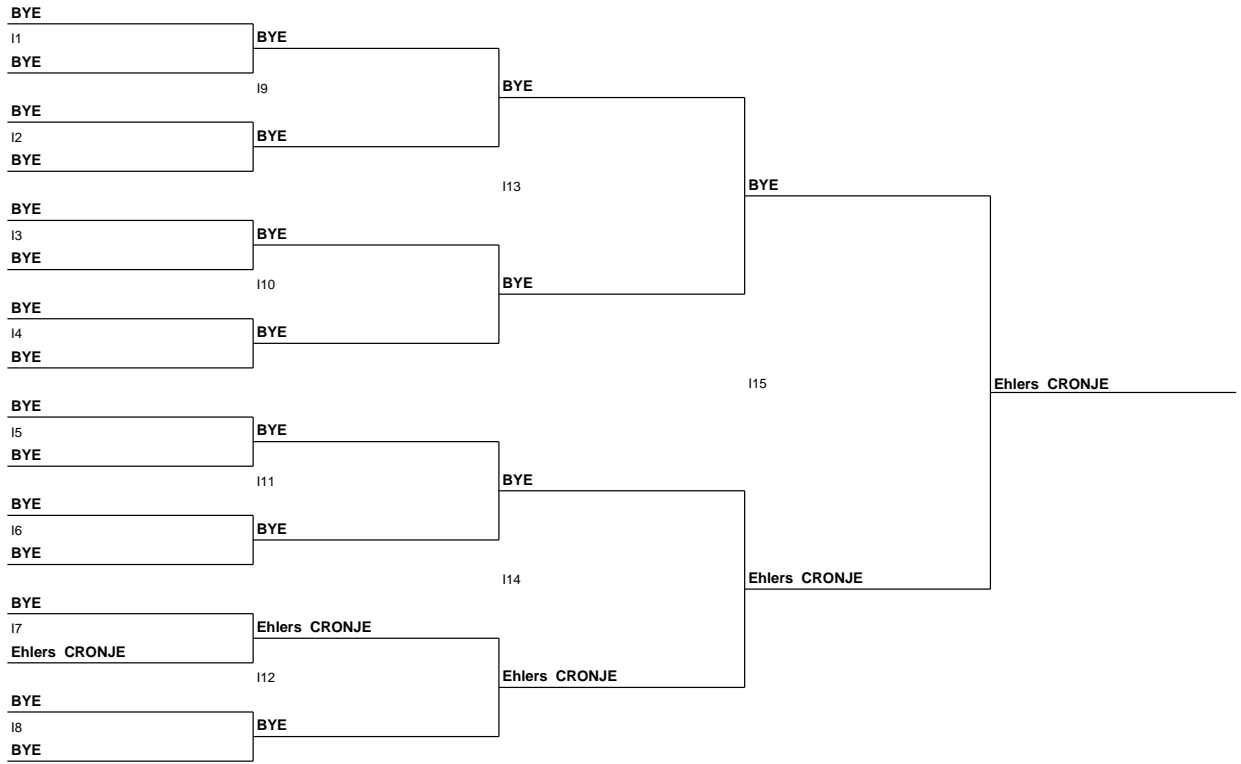 BYE
I1
BYE
BYE
I9
BYE
I2
BYE
BYE
BYE
I13
BYE
I3
BYE
BYE
I10
BYE
BYE
I4
BYE
BYE
BYE
I15
Ehlers CRONJE
BYE
I5
BYE
BYE
I11
BYE
BYE
I6
BYE
BYE
I14
Ehlers CRONJE
BYE
I7
Ehlers CRONJE
Ehlers CRONJE
I12
Ehlers CRONJE
BYE
I8
BYE
BYE